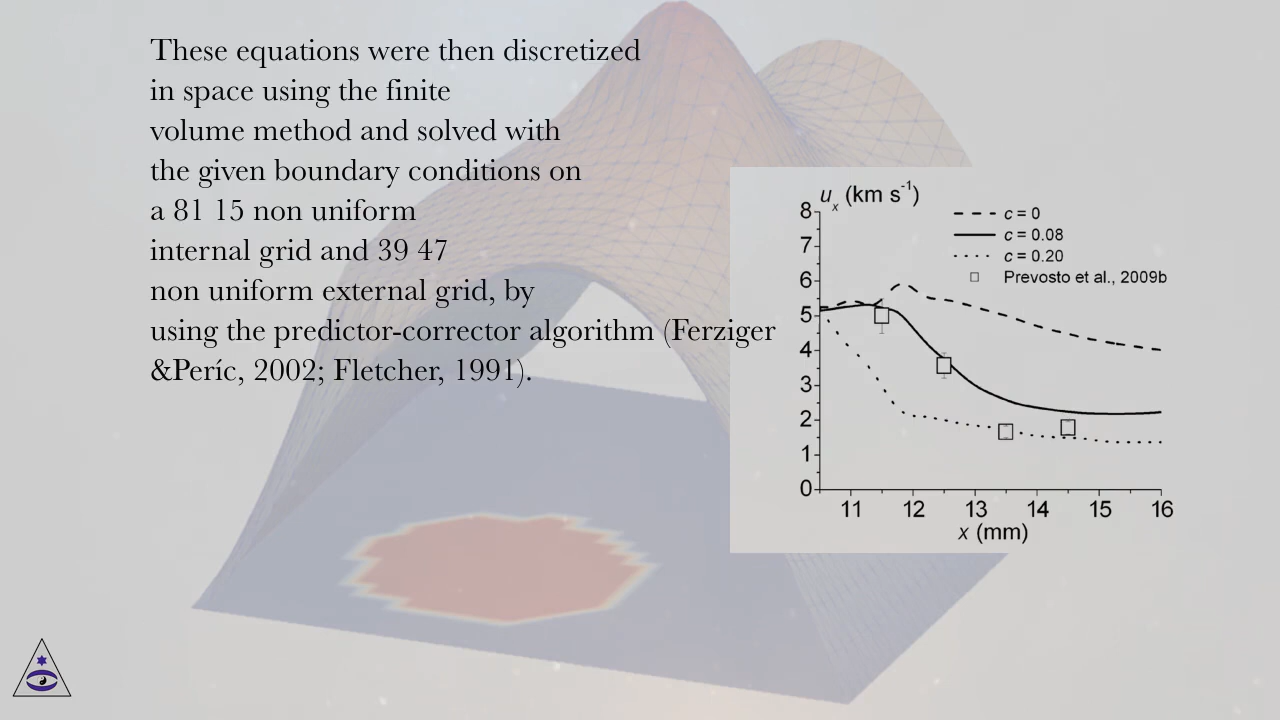 These equations were then discretized
in space using the finite
volume method and solved with
the given boundary conditions on
a 81 15 non uniform
internal grid and 39 47
non uniform external grid, by
using the predictor-corrector algorithm (Ferziger
&Períc, 2002; Fletcher, 1991).
u_x (km s⁻¹)
8
7
6
5
4
3
2
1
0
c = 0
c = 0.08
c = 0.20
Prevosto et al., 2009b
11 12 13 14 15 16
x (mm)